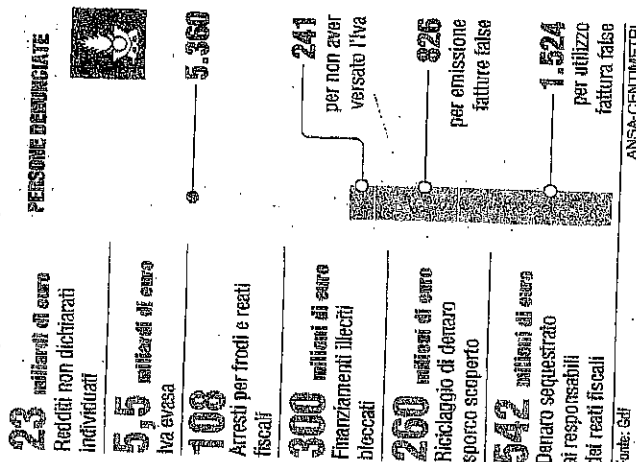 23 miliardi di euro
Redditi non dichiarati
individuati
5,5 miliardi di euro
Iva evasa
108
Arresti per frodi e reati
fiscali
300 milioni di euro
Finanziamenti illeciti
bloccati
260 milioni di euro
Riciclaggio di denaro
sporco scoperto
542 milioni di euro
Denaro sequestrato
ai responsabili
dai reati fiscali
Fonte: Gdf
PERSONE DENUNCIATE
5.360
241
per non aver
versato l'Iva
826
per emissione
fatture false
1.524
per utilizzo
fattura false
ANSA-CENTIMETRI